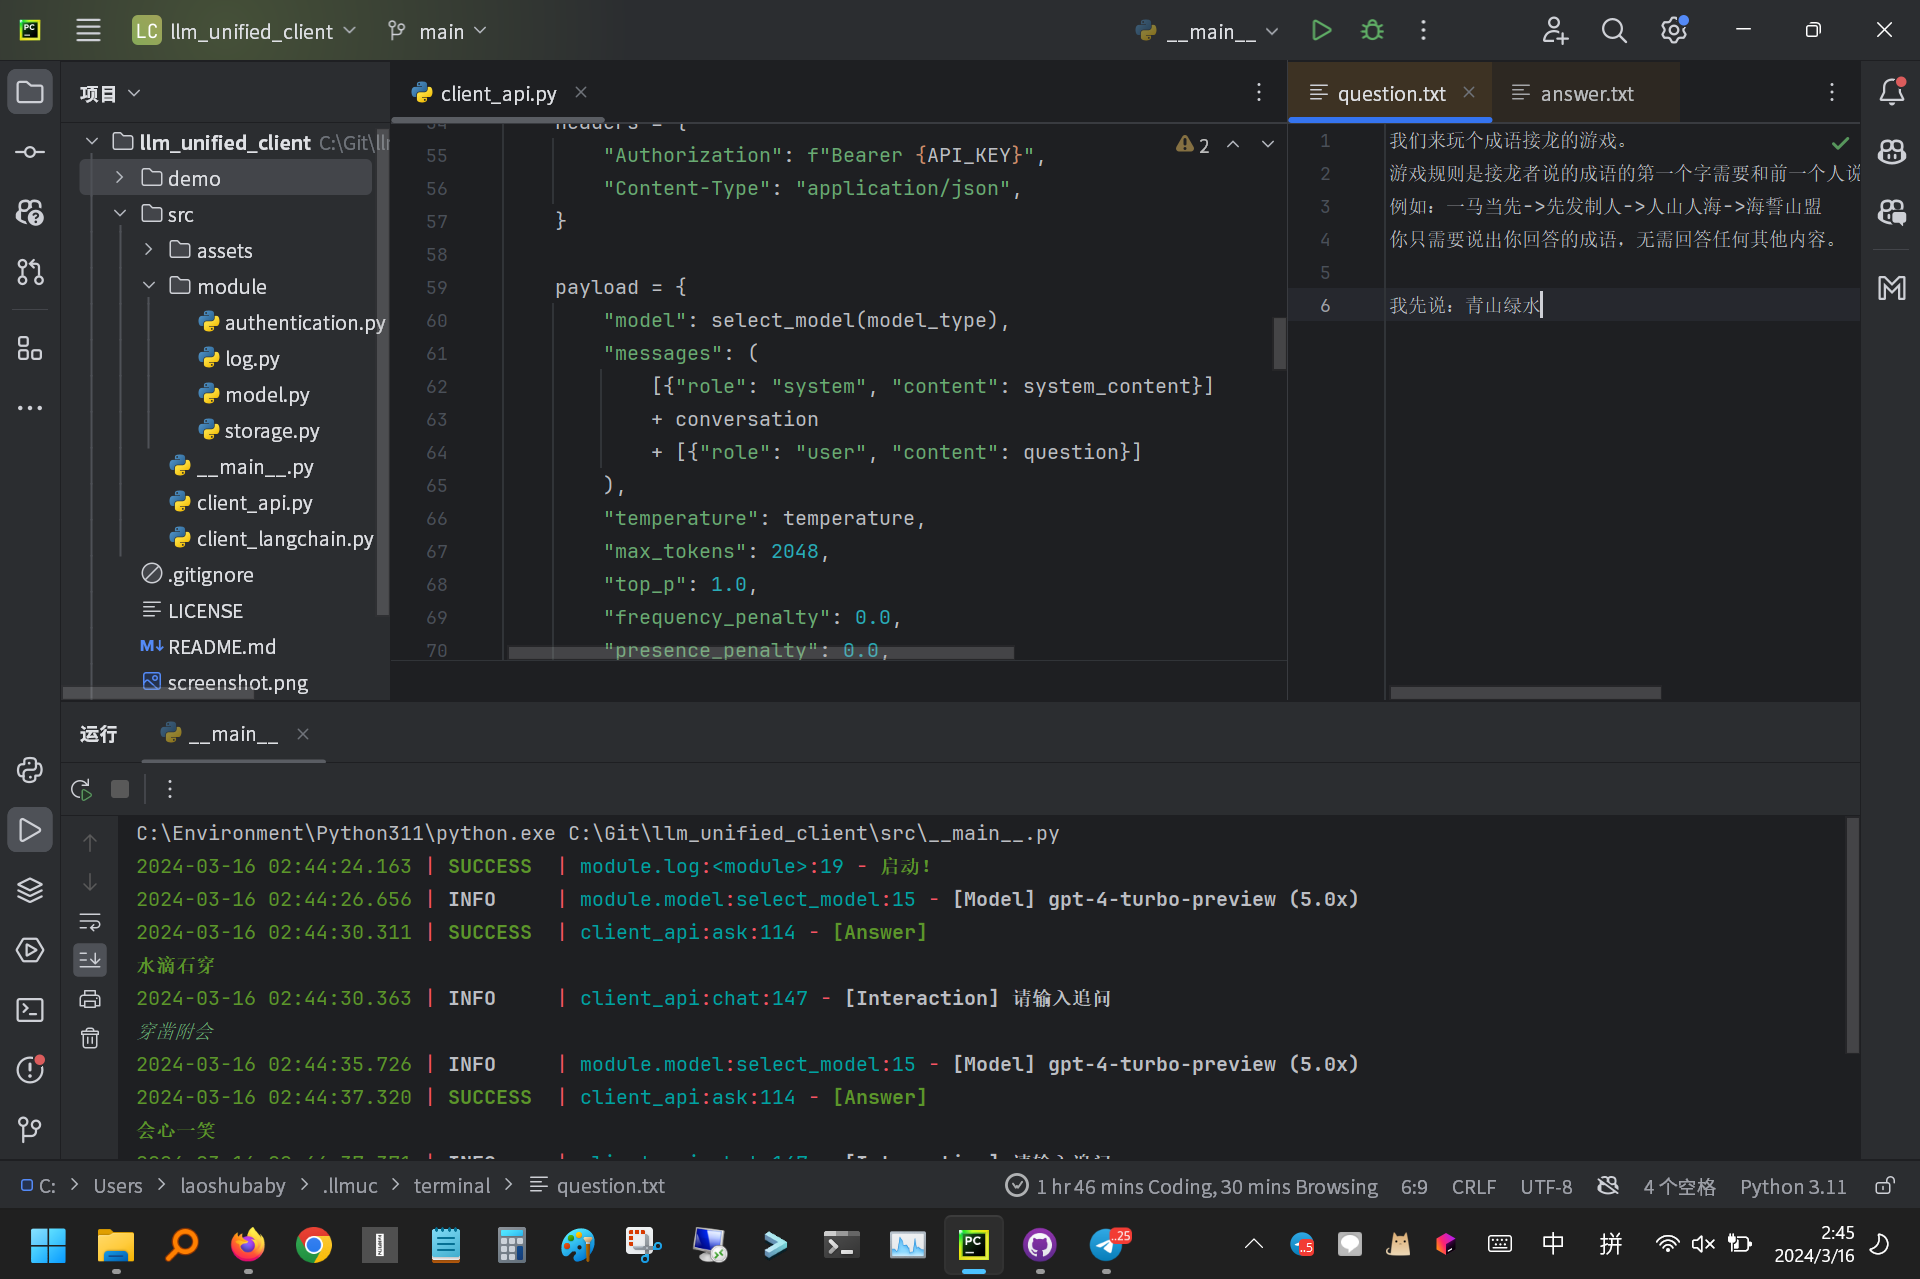 PC
LC llm_unified_client main __main__
项目
llm_unified_client C:\Git\ll
demo
src
assets
module
authentication.py
log.py
model.py
storage.py
__main__.py
client_api.py
client_langchain.py
.gitignore
LICENSE
M↓ README.md
screenshot.png
client_api.py
2
54 headers = {
55 "Authorization": f"Bearer {API_KEY}",
56 "Content-Type": "application/json",
57 }
58
59 payload = {
60 "model": select_model(model_type),
61 "messages": (
62 [{"role": "system", "content": system_content}]
63 + conversation
64 + [{"role": "user", "content": question}]
65 ),
66 "temperature": temperature,
67 "max_tokens": 2048,
68 "top_p": 1.0,
69 "frequency_penalty": 0.0,
70 "presence_penalty": 0.0,
question.txt answer.txt
1 我们来玩个成语接龙的游戏。
2 游戏规则是接龙者说的成语的第一个字需要和前一个人说
3 例如：一马当先->先发制人->人山人海->海誓山盟
4 你只需要说出你回答的成语，无需回答任何其他内容。
5
6 我先说：青山绿水
运行 __main__
C:\Environment\Python311\python.exe C:\Git\llm_unified_client\src\__main__.py
2024-03-16 02:44:24.163 | SUCCESS | module.log:<module>:19 - 启动!
2024-03-16 02:44:26.656 | INFO | module.model:select_model:15 - [Model] gpt-4-turbo-preview (5.0x)
2024-03-16 02:44:30.311 | SUCCESS | client_api:ask:114 - [Answer]
水滴石穿
2024-03-16 02:44:30.363 | INFO | client_api:chat:147 - [Interaction] 请输入追问
穿凿附会
2024-03-16 02:44:35.726 | INFO | module.model:select_model:15 - [Model] gpt-4-turbo-preview (5.0x)
2024-03-16 02:44:37.320 | SUCCESS | client_api:ask:114 - [Answer]
会心一笑
C: > Users > laoshubaby > .llmuc > terminal > question.txt
1 hr 46 mins Coding, 30 mins Browsing 6:9 CRLF UTF-8 4 个空格 Python 3.11
PC
25
5
中
拼
2:45
2024/3/16